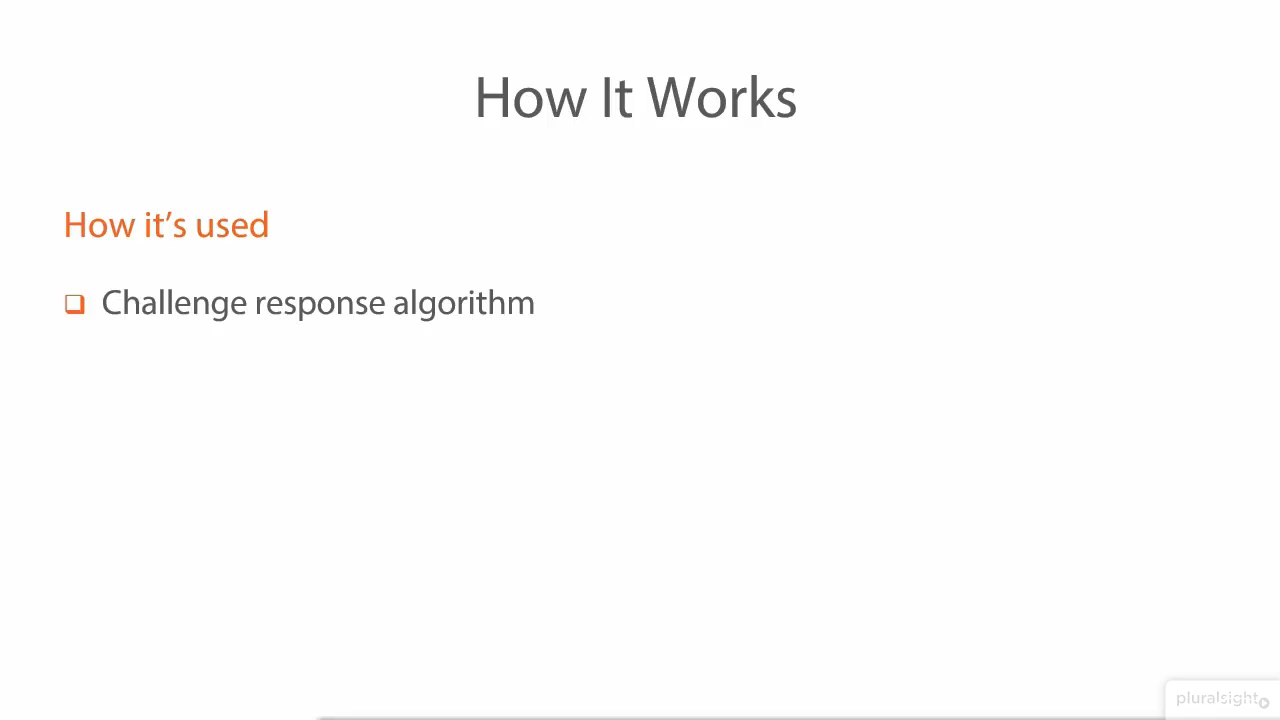 How It Works
How it’s used
Challenge response algorithm
pluralsight